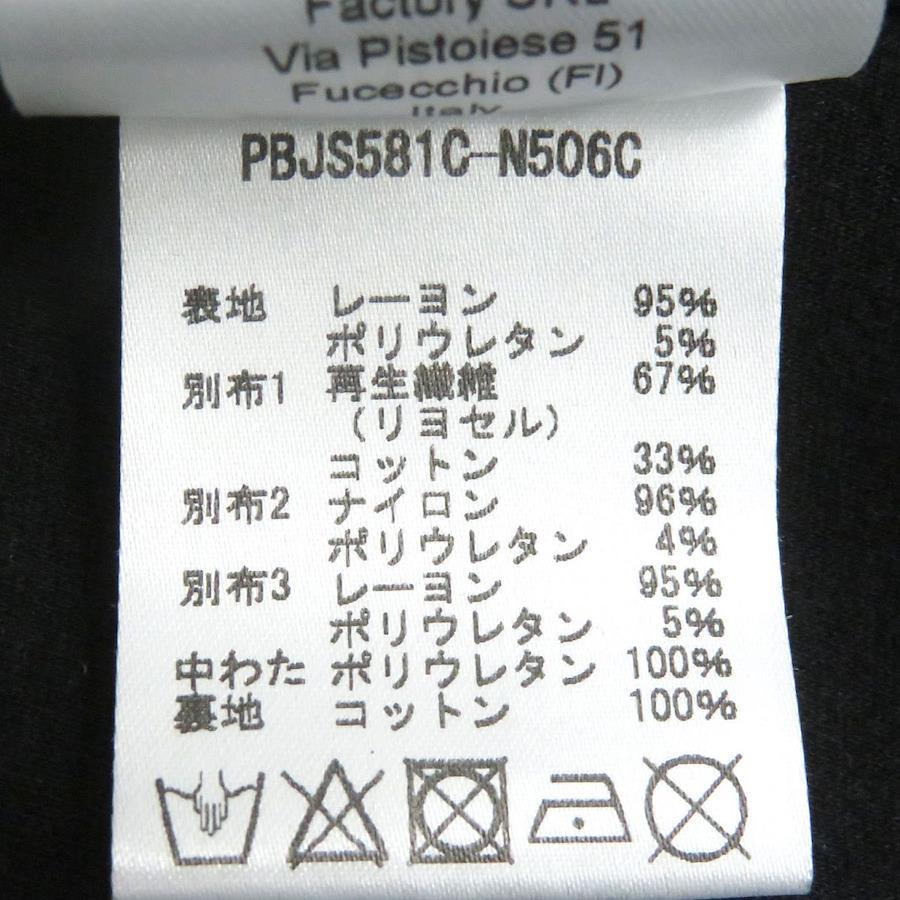 Factory SRL
Via Pistoiese 51
Fucecchio (FI)
Italy
PBJS581C-N506C
表地 レーヨン 95%
ポリウレタン 5%
別布1 再生繊維 67%
(リヨセル)
コットン 33%
別布2 ナイロン 96%
ポリウレタン 4%
別布3 レーヨン 95%
ポリウレタン 5%
中わた ポリウレタン 100%
裏地 コットン 100%